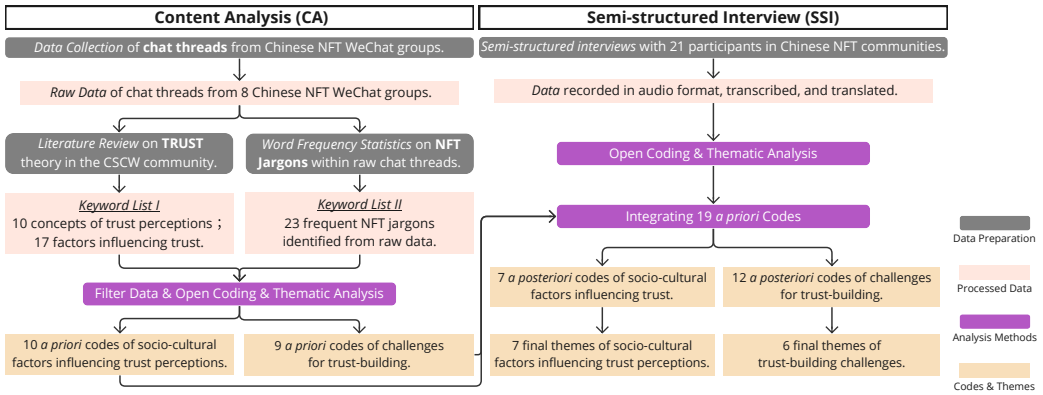 Content Analysis (CA)
Data Collection of chat threads from Chinese NFT WeChat groups.
Raw Data of chat threads from 8 Chinese NFT WeChat groups.
Literature Review on TRUST
theory in the CSCW community.
Word Frequency Statistics on NFT
Jargons within raw chat threads.
Keyword List I
10 concepts of trust perceptions；
17 factors influencing trust.
Keyword List II
23 frequent NFT jargons
identified from raw data.
Filter Data & Open Coding & Thematic Analysis
10 a priori codes of socio-cultural
factors influencing trust perceptions.
9 a priori codes of challenges
for trust-building.
Semi-structured Interview (SSI)
Semi-structured interviews with 21 participants in Chinese NFT communities.
Data recorded in audio format, transcribed, and translated.
Open Coding & Thematic Analysis
Integrating 19 a priori Codes
7 a posteriori codes of socio-cultural
factors influencing trust.
12 a posteriori codes of challenges
for trust-building.
7 final themes of socio-cultural
factors influencing trust perceptions.
6 final themes of
trust-building challenges.
Data Preparation
Processed Data
Analysis Methods
Codes & Themes